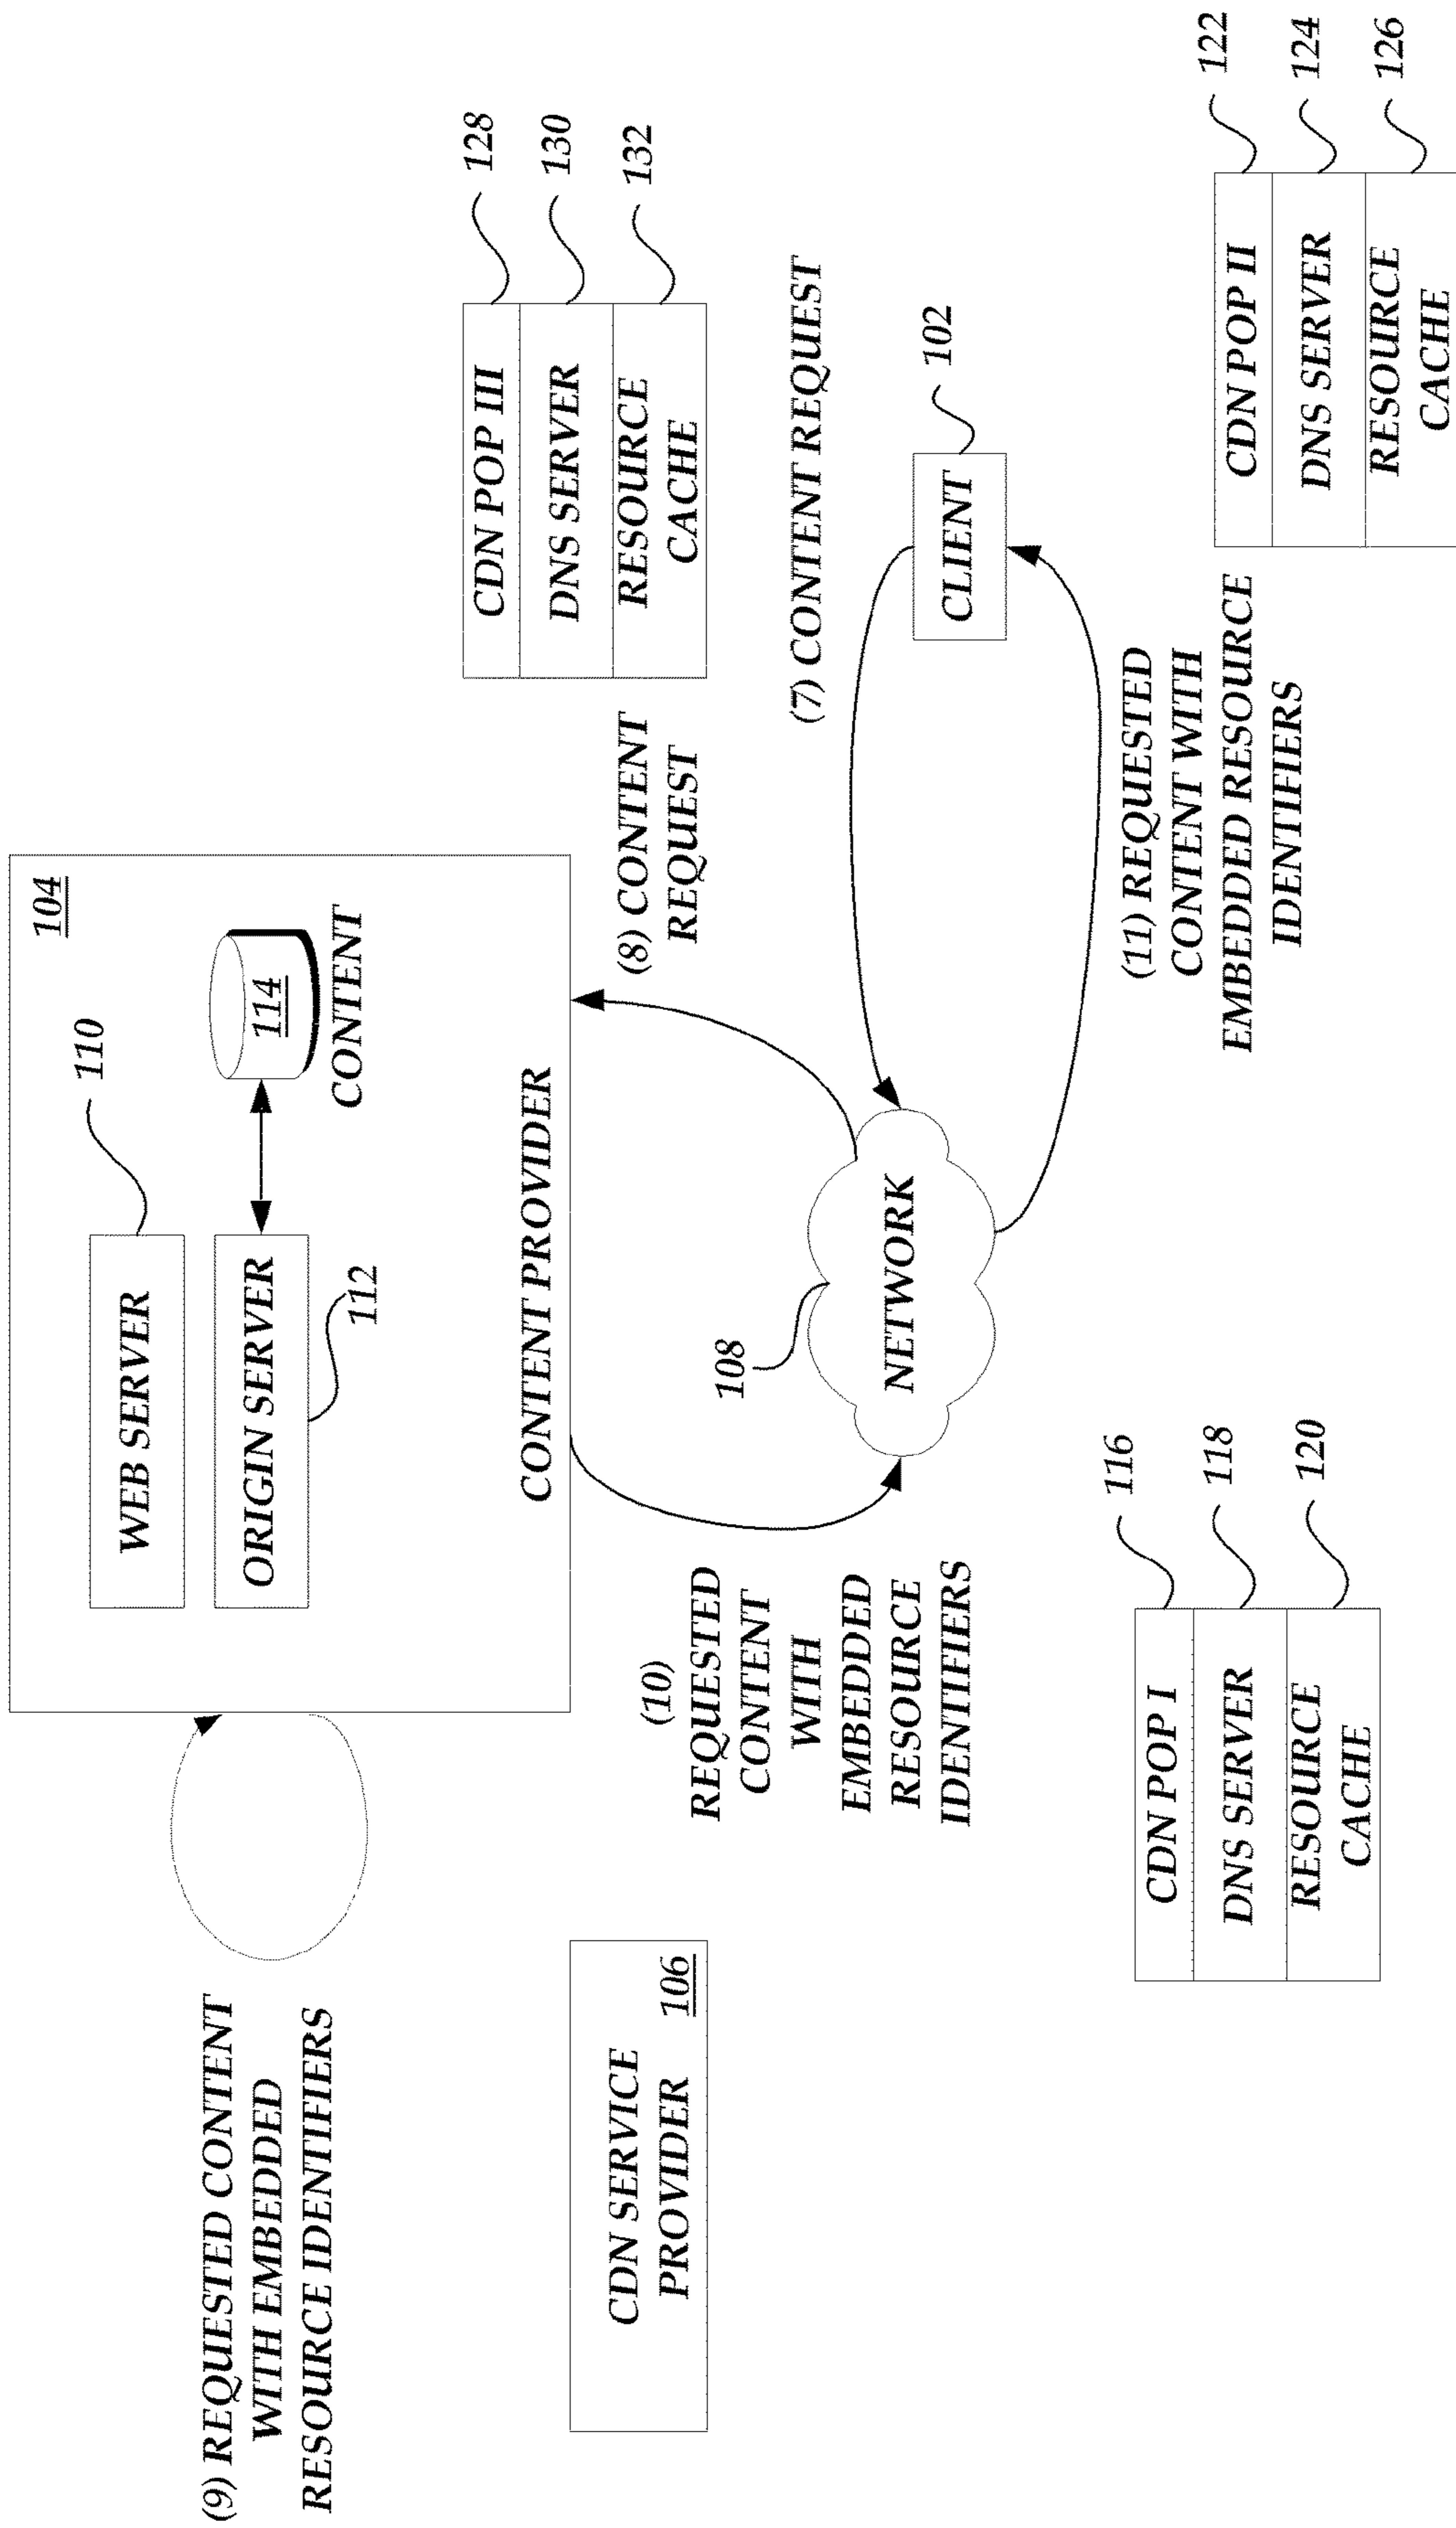 (9) REQUESTED CONTENT
WITH EMBEDDED
RESOURCE IDENTIFIERS
104
WEB SERVER
110
ORIGIN SERVER
112
114
CONTENT
CONTENT PROVIDER
CDN SERVICE
PROVIDER
106
(10)
REQUESTED
CONTENT
WITH
EMBEDDED
RESOURCE
IDENTIFIERS
(8) CONTENT
REQUEST
CDN POP III
128
DNS SERVER
130
RESOURCE
CACHE
132
108
NETWORK
(7) CONTENT REQUEST
CLIENT
102
(11) REQUESTED
CONTENT WITH
EMBEDDED RESOURCE
IDENTIFIERS
CDN POP I
116
DNS SERVER
118
RESOURCE
CACHE
120
CDN POP II
122
DNS SERVER
124
RESOURCE
CACHE
126